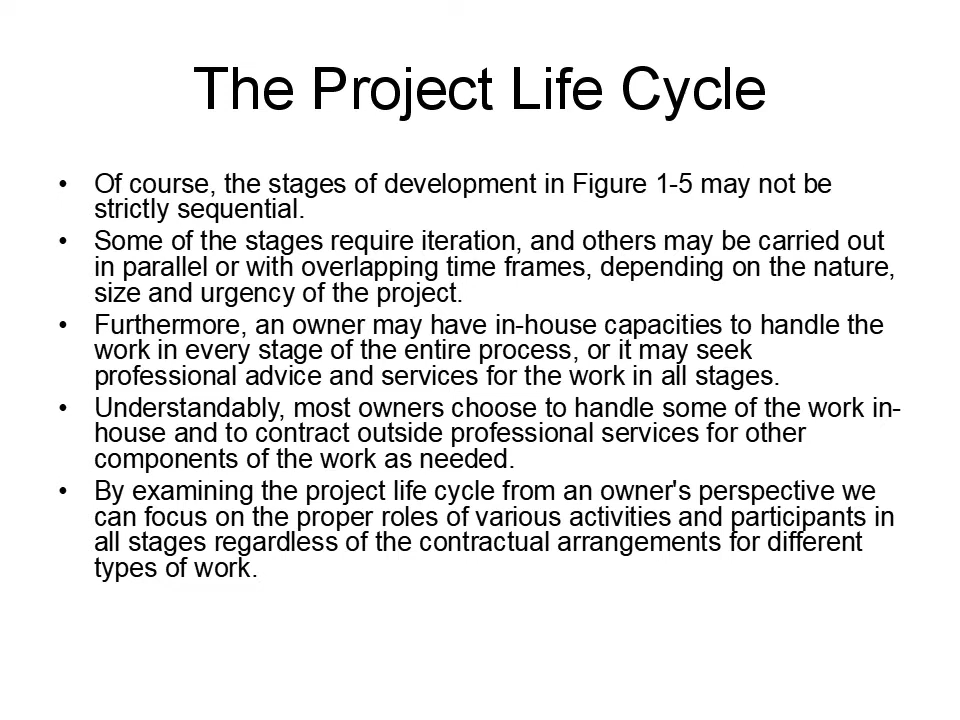 The Project Life Cycle
• Of course, the stages of development in Figure 1-5 may not be
strictly sequential.
• Some of the stages require iteration, and others may be carried out
in parallel or with overlapping time frames, depending on the nature,
size and urgency of the project.
• Furthermore, an owner may have in-house capacities to handle the
work in every stage of the entire process, or it may seek
professional advice and services for the work in all stages.
• Understandably, most owners choose to handle some of the work in-
house and to contract outside professional services for other
components of the work as needed.
• By examining the project life cycle from an owner's perspective we
can focus on the proper roles of various activities and participants in
all stages regardless of the contractual arrangements for different
types of work.